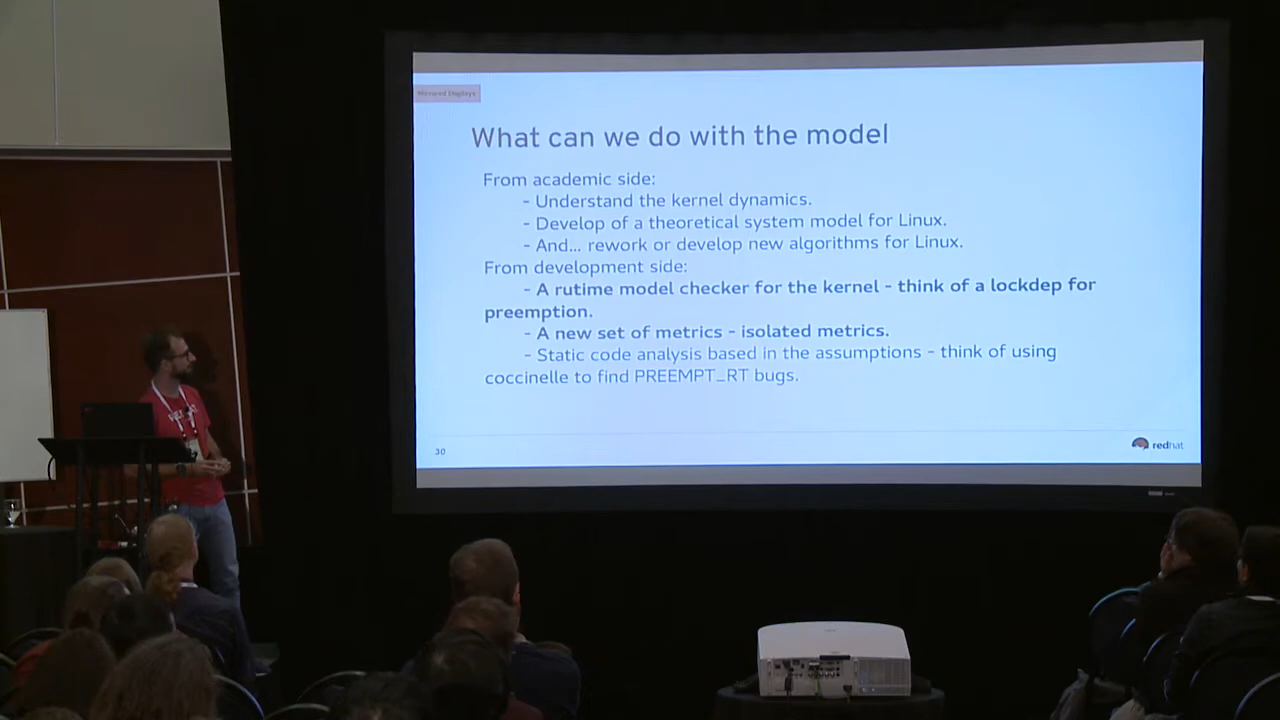 Mirrored Displays
What can we do with the model
From academic side:
- Understand the kernel dynamics.
- Develop of a theoretical system model for Linux.
- And... rework or develop new algorithms for Linux.
From development side:
- A rutime model checker for the kernel - think of a lockdep for
preemption.
- A new set of metrics - isolated metrics.
- Static code analysis based in the assumptions - think of using
coccinelle to find PREEMPT_RT bugs.
30
redhat